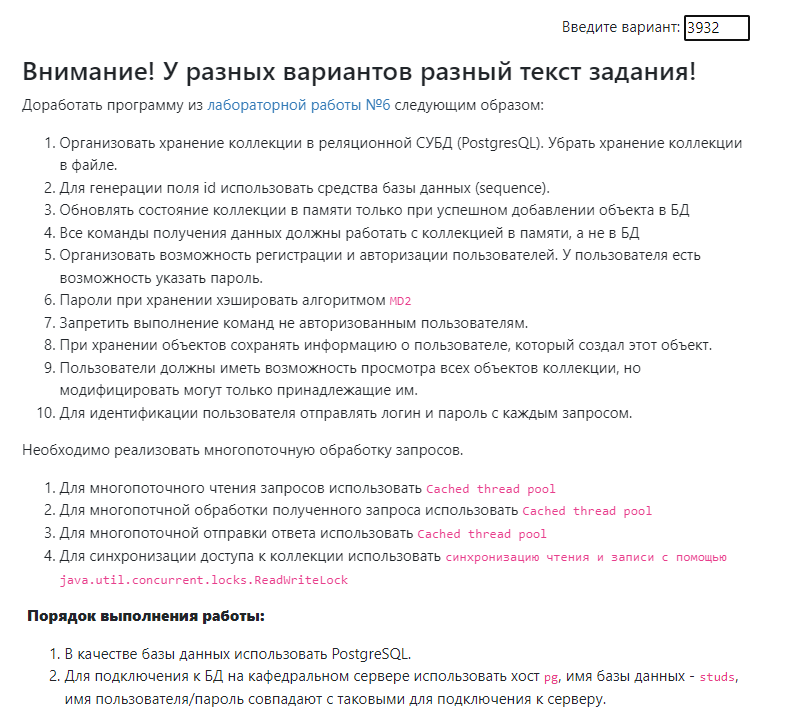 Введите вариант: 3932
Внимание! У разных вариантов разный текст задания!
Доработать программу из лабораторной работы №6 следующим образом:
1. Организовать хранение коллекции в реляционной СУБД (PostgresQL). Убрать хранение коллекции
в файле.
2. Для генерации поля id использовать средства базы данных (sequence).
3. Обновлять состояние коллекции в памяти только при успешном добавлении объекта в БД
4. Все команды получения данных должны работать с коллекцией в памяти, а не в БД
5. Организовать возможность регистрации и авторизации пользователей. У пользователя есть
возможность указать пароль.
6. Пароли при хранении хэшировать алгоритмом MD2
7. Запретить выполнение команд не авторизованным пользователям.
8. При хранении объектов сохранять информацию о пользователе, который создал этот объект.
9. Пользователи должны иметь возможность просмотра всех объектов коллекции, но
модифицировать могут только принадлежащие им.
10. Для идентификации пользователя отправлять логин и пароль с каждым запросом.
Необходимо реализовать многопоточную обработку запросов.
1. Для многопоточного чтения запросов использовать Cached thread pool
2. Для многопотчной обработки полученного запроса использовать Cached thread pool
3. Для многопоточной отправки ответа использовать Cached thread pool
4. Для синхронизации доступа к коллекции использовать синхронизацию чтения и записи с помощью
java.util.concurrent.locks.ReadWriteLock
Порядок выполнения работы:
1. В качестве базы данных использовать PostgreSQL.
2. Для подключения к БД на кафедральном сервере использовать хост pg, имя базы данных - studs,
имя пользователя/пароль совпадают с таковыми для подключения к серверу.